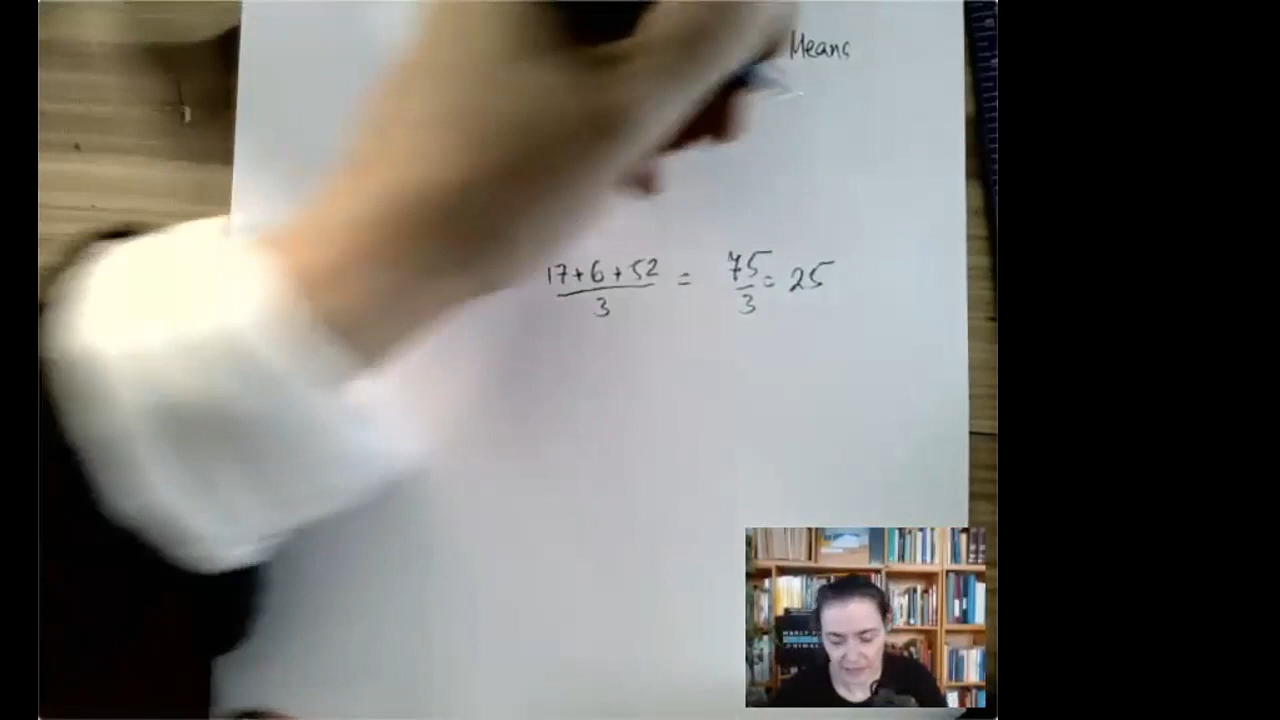 Means
17+6+52/3 = 75/3 = 25